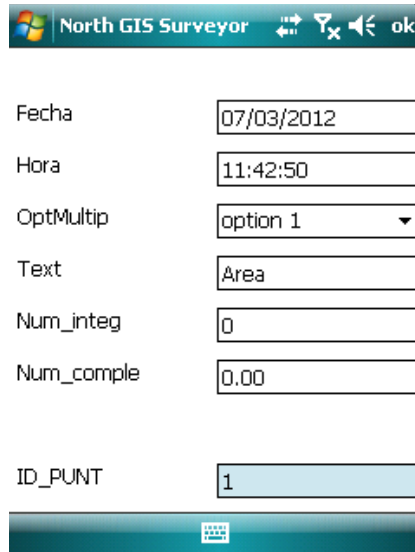 North GIS Surveyor ok
Fecha 07/03/2012
Hora 11:42:50
OptMultip option 1
Text Area
Num_integ 0
Num_comple 0.00
ID_PUNT 1